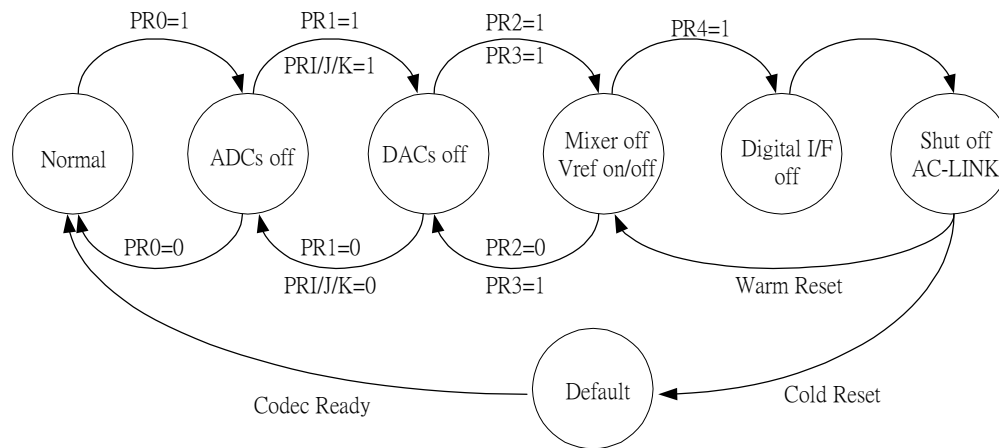 PR0=1
PR1=1
PRI/J/K=1
PR2=1
PR3=1
PR4=1
Normal
ADCs off
DACs off
Mixer off
Vref on/off
Digital I/F
off
Shut off
AC-LINK
PR0=0
PR1=0
PRI/J/K=0
PR2=0
PR3=1
Warm Reset
Default
Codec Ready
Cold Reset